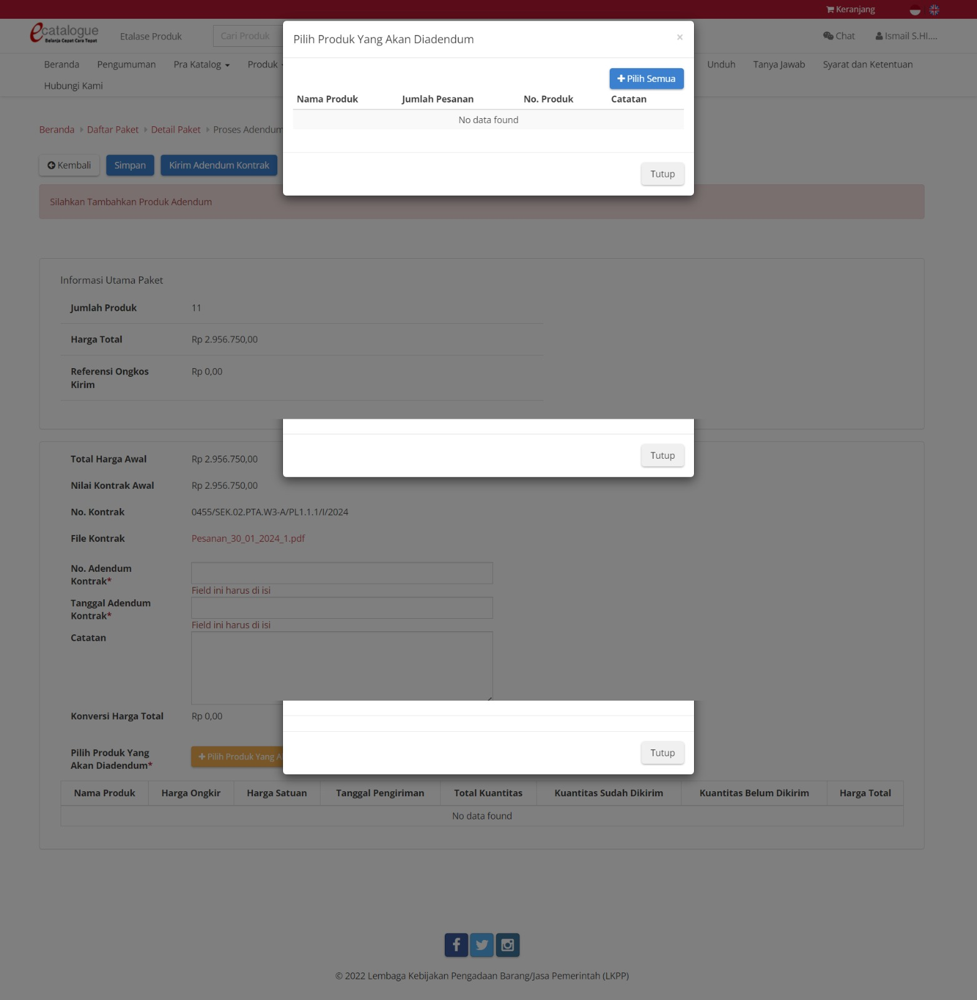 Keranjang
ecatalogue
Belanja Cepat Cara Tepat
Etalase Produk
Cari Produk
Chat
Ismail S.HI....
Beranda
Pengumuman
Pra Katalog
Produk
Unduh
Tanya Jawab
Syarat dan Ketentuan
Hubungi Kami
Pilih Produk Yang Akan Diadendum
×
Pilih Semua
Nama Produk Jumlah Pesanan No. Produk Catatan
No data found
Tutup
Beranda Daftar Paket Detail Paket Proses Adendum
Kembali Simpan Kirim Adendum Kontrak
Silahkan Tambahkan Produk Adendum
Informasi Utama Paket
Jumlah Produk 11
Harga Total Rp 2.956.750,00
Referensi Ongkos Rp 0,00
Kirim
Tutup
Total Harga Awal Rp 2.956.750,00
Nilai Kontrak Awal Rp 2.956.750,00
No. Kontrak 0455/SEK.02.PTA.W3-A/PL1.1.1/I/2024
File Kontrak Pesanan_30_01_2024_1.pdf
No. Adendum
Kontrak*
Field ini harus di isi
Tanggal Adendum
Kontrak*
Field ini harus di isi
Catatan
Konversi Harga Total Rp 0,00
Tutup
Pilih Produk Yang
Akan Diadendum*
Pilih Produk Yang A
Nama Produk Harga Ongkir Harga Satuan Tanggal Pengiriman Total Kuantitas Kuantitas Sudah Dikirim Kuantitas Belum Dikirim Harga Total
No data found
© 2022 Lembaga Kebijakan Pengadaan Barang/Jasa Pemerintah (LKPP)